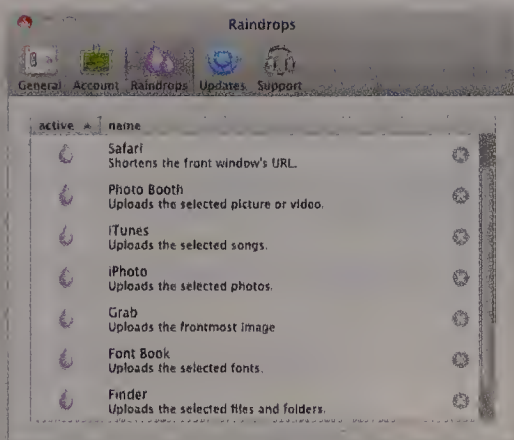 Raindrops
General Account Raindrops Updates Support
active name
Safari
Shortens the front window's URL.
Photo Booth
Uploads the selected picture or video.
iTunes
Uploads the selected songs.
iPhoto
Uploads the selected photos.
Grab
Uploads the frontmost image
Font Book
Uploads the selected fonts.
Finder
Uploads the selected files and folders.